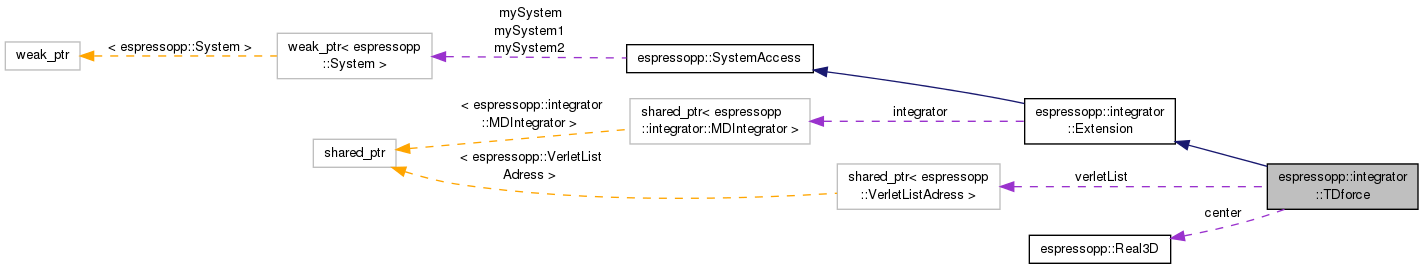 mySystem
mySystem1
mySystem2
< espressopp::System >
weak_ptr
weak_ptr< espressopp
::System >
espressopp::SystemAccess
< espressopp::integrator
::MDIntegrator >
shared_ptr< espressopp
::integrator::MDIntegrator >
integrator
espressopp::integrator
::Extension
shared_ptr
< espressopp::VerletList
Adress >
shared_ptr< espressopp
::VerletListAdress >
verletList
espressopp::integrator
::TDforce
center
espressopp::Real3D